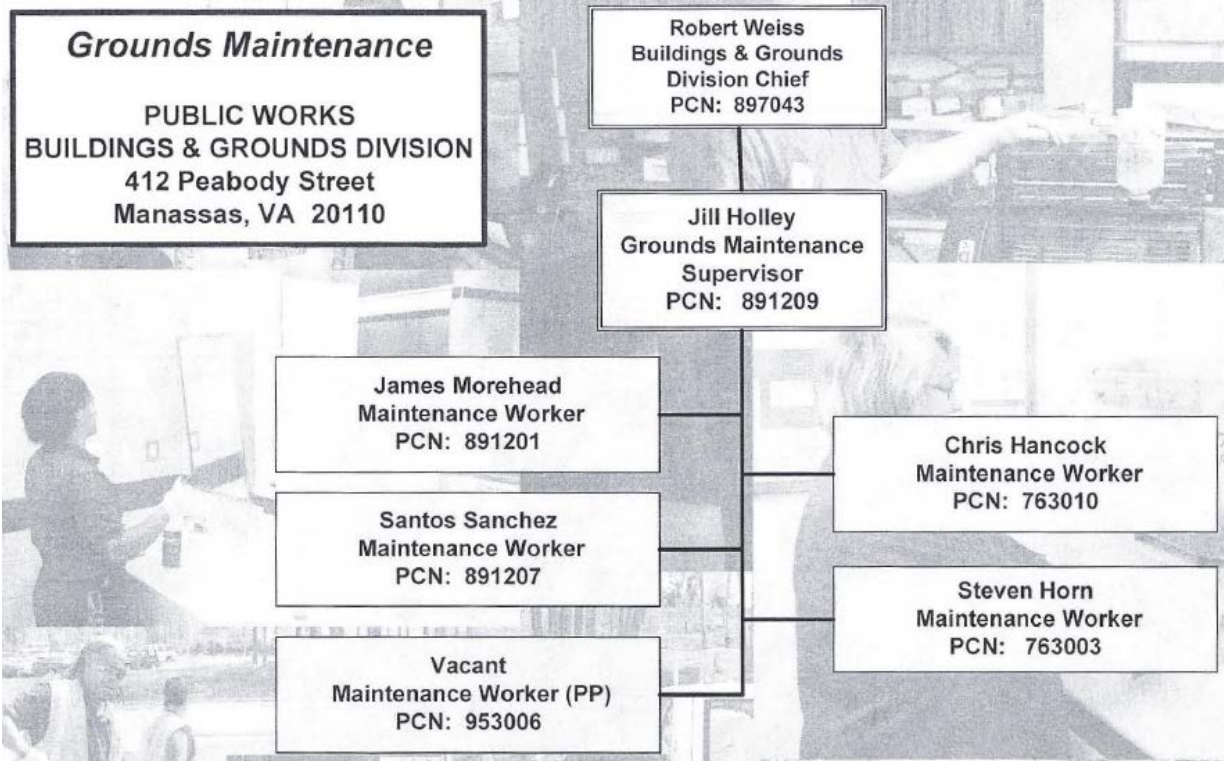 Grounds Maintenance
PUBLIC WORKS
BUILDINGS & GROUNDS DIVISION
412 Peabody Street
Manassas, VA 20110
Robert Weiss
Buildings & Grounds
Division Chief
PCN: 897043
Jill Holley
Grounds Maintenance
Supervisor
PCN: 891209
James Morehead
Maintenance Worker
PCN: 891201
Chris Hancock
Maintenance Worker
PCN: 763010
Santos Sanchez
Maintenance Worker
PCN: 891207
Steven Horn
Maintenance Worker
PCN: 763003
Vacant
Maintenance Worker (PP)
PCN: 953006